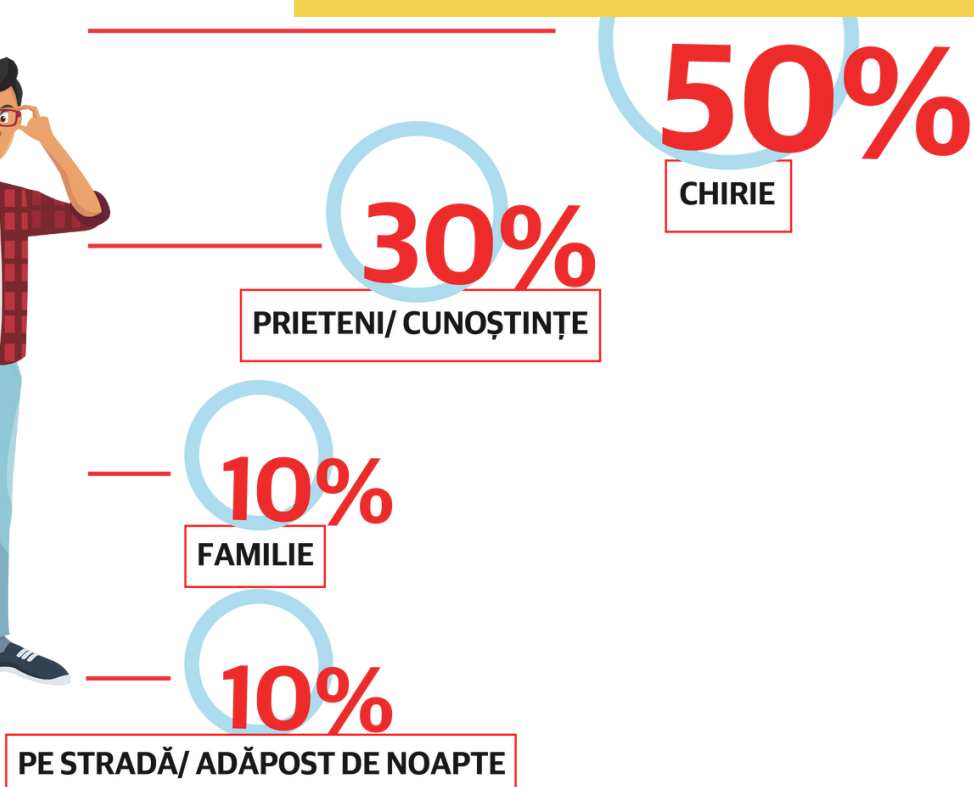 50%
CHIRIE
30%
PRIETENI/ CUNOȘTINȚE
10%
FAMILIE
10%
PE STRADĂ/ ADĂPOST DE NOAPTE